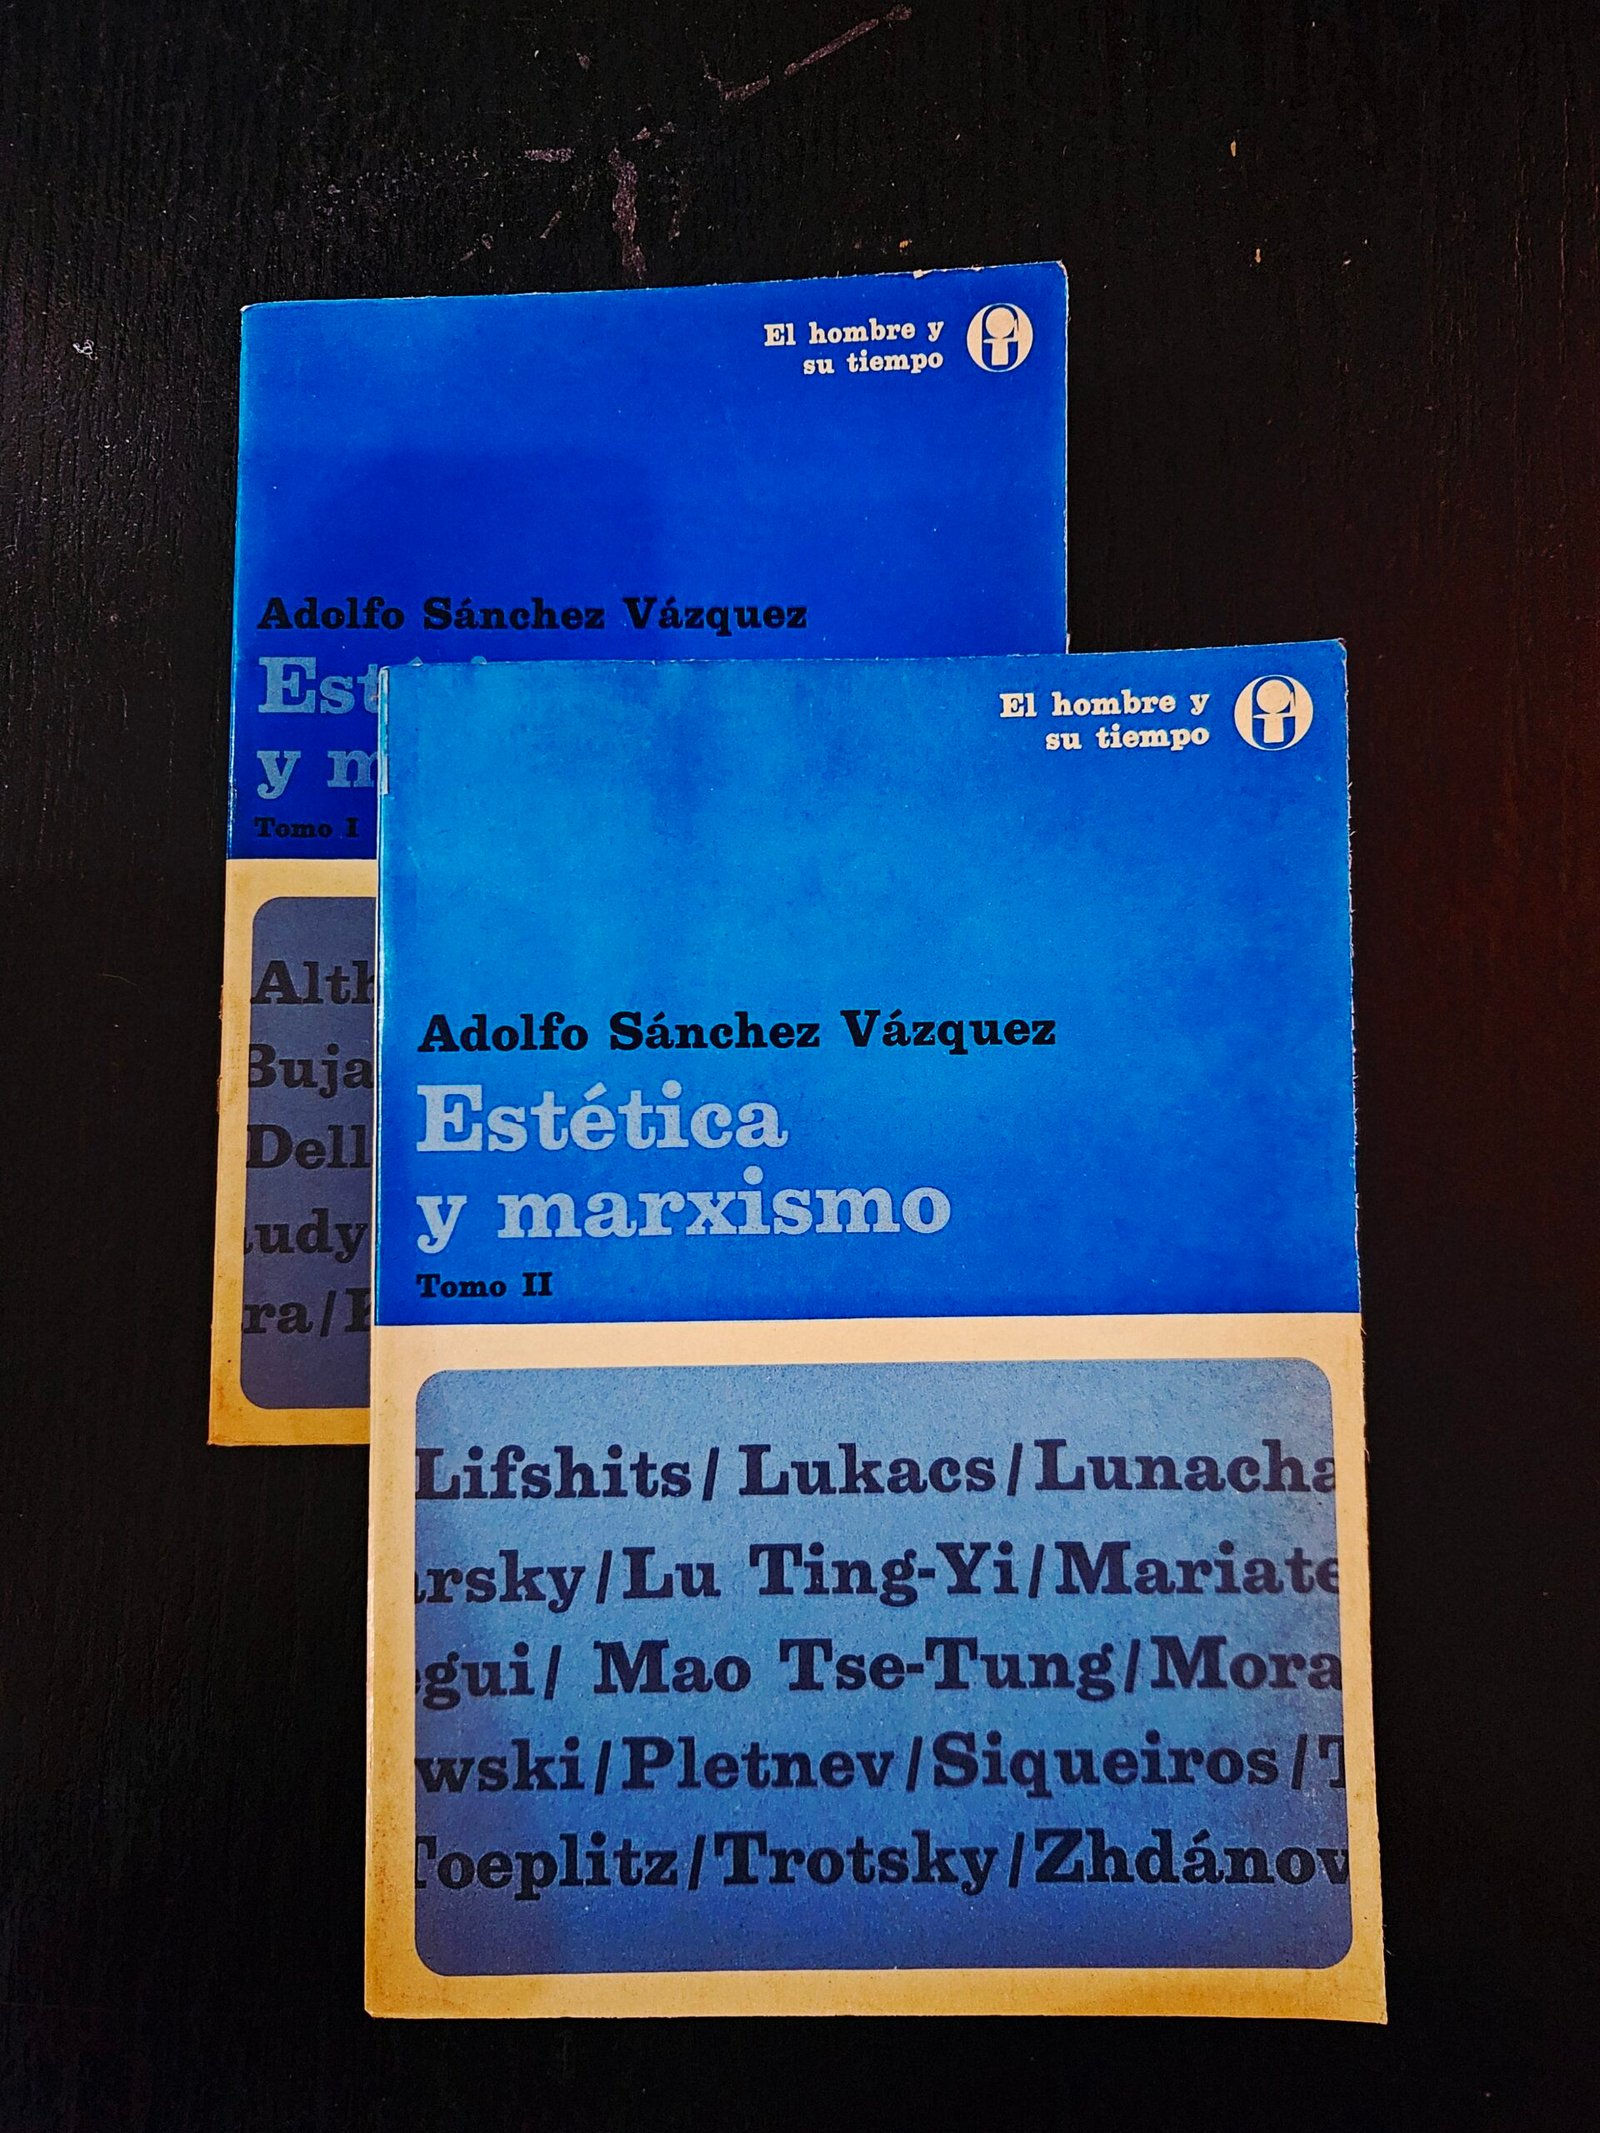 El hombre y
su tiempo
Adolfo Sánchez Vázquez
Est
y m
Tomo I
Alth
Buja
Dell
udy
ra/
El hombre y
su tiempo
Adolfo Sánchez Vázquez
Estética
y marxismo
Tomo II
Lifshits/Lukacs/Lunacha
arsky/Lu Ting-Yi/Mariate
egui/ Mao Tse-Tung/Mora
wski/Pletnev/Siqueiros/T
Toeplitz/Trotsky/Zhdánov